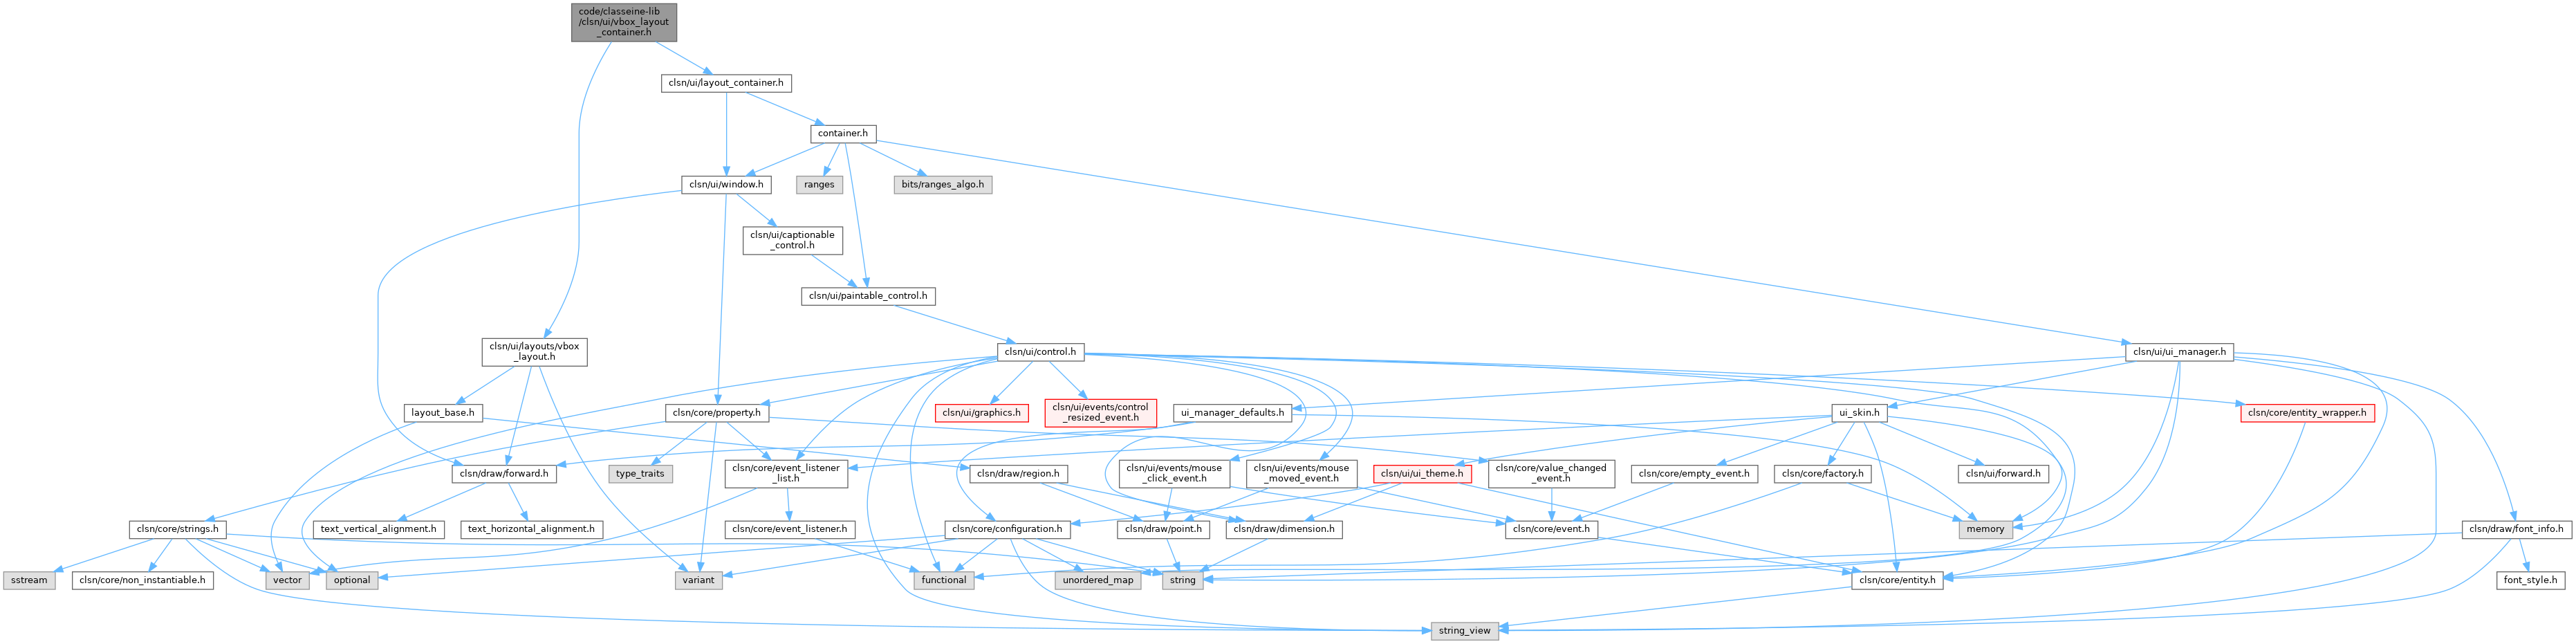 code/classeine-lib
/clsn/ui/vbox_layout
_container.h
clsn/ui/layout_container.h
container.h
clsn/ui/window.h
ranges
bits/ranges_algo.h
clsn/ui/captionable
_control.h
clsn/ui/paintable_control.h
clsn/ui/layouts/vbox
_layout.h
clsn/ui/control.h
clsn/ui/ui_manager.h
layout_base.h
clsn/core/property.h
clsn/ui/graphics.h
clsn/ui/events/control
_resized_event.h
ui_manager_defaults.h
ui_skin.h
clsn/core/entity_wrapper.h
clsn/draw/forward.h
type_traits
clsn/core/event_listener
_list.h
clsn/draw/region.h
clsn/ui/events/mouse
_click_event.h
clsn/ui/events/mouse
_moved_event.h
clsn/ui/ui_theme.h
clsn/core/value_changed
_event.h
clsn/core/empty_event.h
clsn/core/factory.h
clsn/ui/forward.h
clsn/core/strings.h
text_vertical_alignment.h
text_horizontal_alignment.h
clsn/core/event_listener.h
clsn/core/configuration.h
clsn/draw/point.h
clsn/draw/dimension.h
clsn/core/event.h
memory
clsn/draw/font_info.h
sstream
clsn/core/non_instantiable.h
vector
optional
variant
functional
unordered_map
string
clsn/core/entity.h
font_style.h
string_view